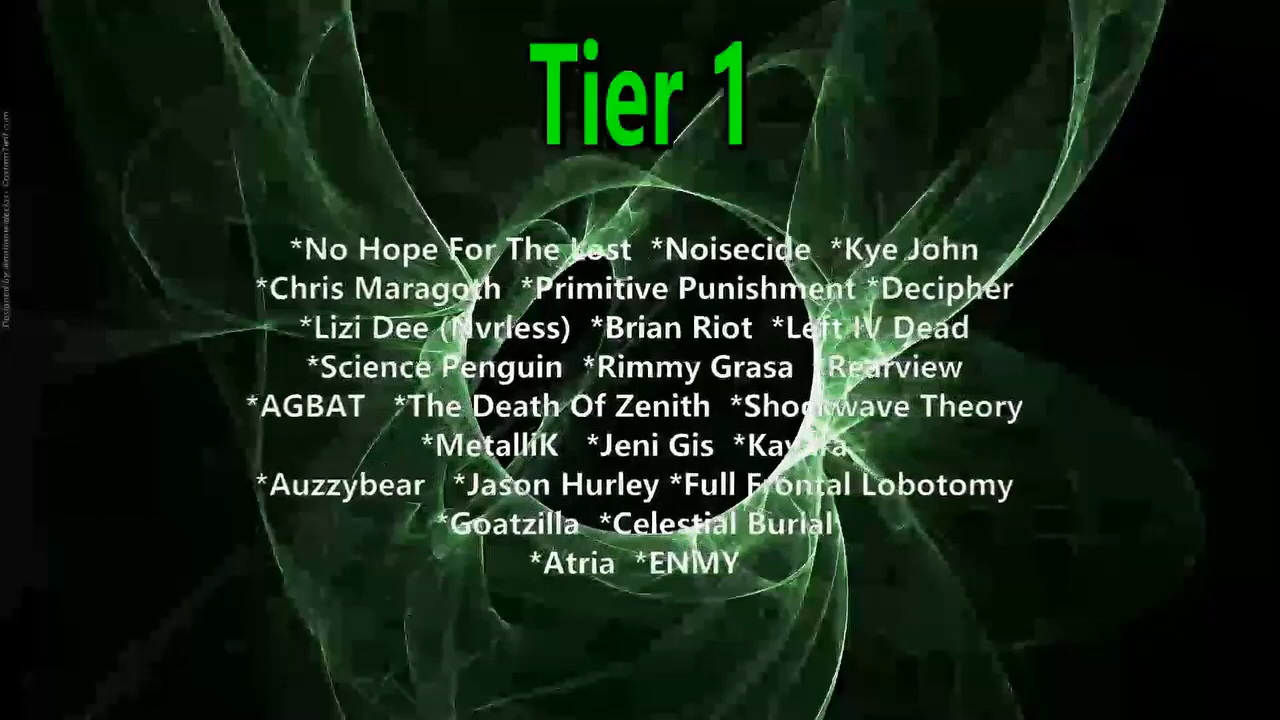 Tier 1
*No Hope For The Lost *Noisecide *Kye John
*Chris Maragoth *Primitive Punishment *Decipher
*Lizi Dee (Nvrless) *Brian Riot *Left IV Dead
*Science Penguin *Rimmy Grasa *Rearview
*AGBAT *The Death Of Zenith *Shockwave Theory
*MetalliK *Jeni Gis
*Auzzybear *Jason Hurley *Full Frontal Lobotomy
*Goatzilla *Celestial Burial
*Atria *ENMY